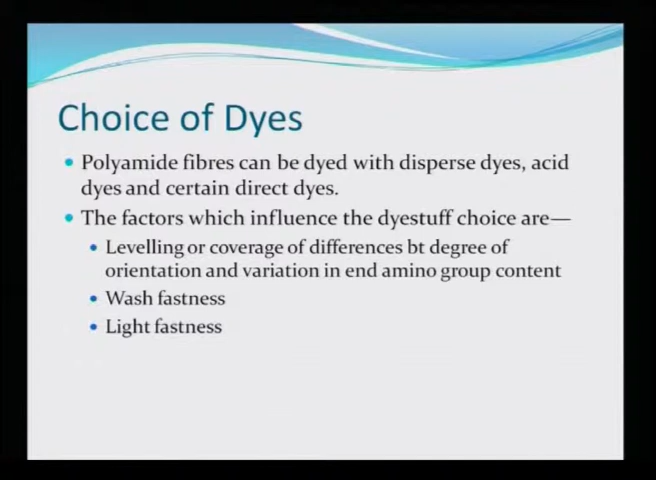 Choice of Dyes
Polyamide fibres can be dyed with disperse dyes, acid
dyes and certain direct dyes.
The factors which influence the dyestuff choice are—
Levelling or coverage of differences bt degree of
orientation and variation in end amino group content
Wash fastness
Light fastness